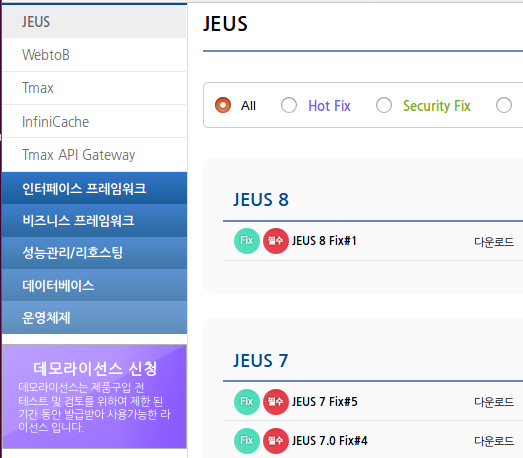 JEUS
WebtoB
Tmax
InfiniCache
Tmax API Gateway
인터페이스 프레임워크
비즈니스 프레임워크
성능관리/리호스팅
데이터베이스
운영체제
데모라이선스 신청
데모라이선스는 제품구입 전
테스트 및 검토를 위하여 제한 된
기간 동안 발급받아 사용가능한 라
이선스 입니다.
JEUS
All Hot Fix Security Fix
JEUS 8
Fix 필수 JEUS 8 Fix#1 다운로드
JEUS 7
Fix 필수 JEUS 7 Fix#5 다운로드
Fix 필수 JEUS 7.0 Fix#4 다운로드